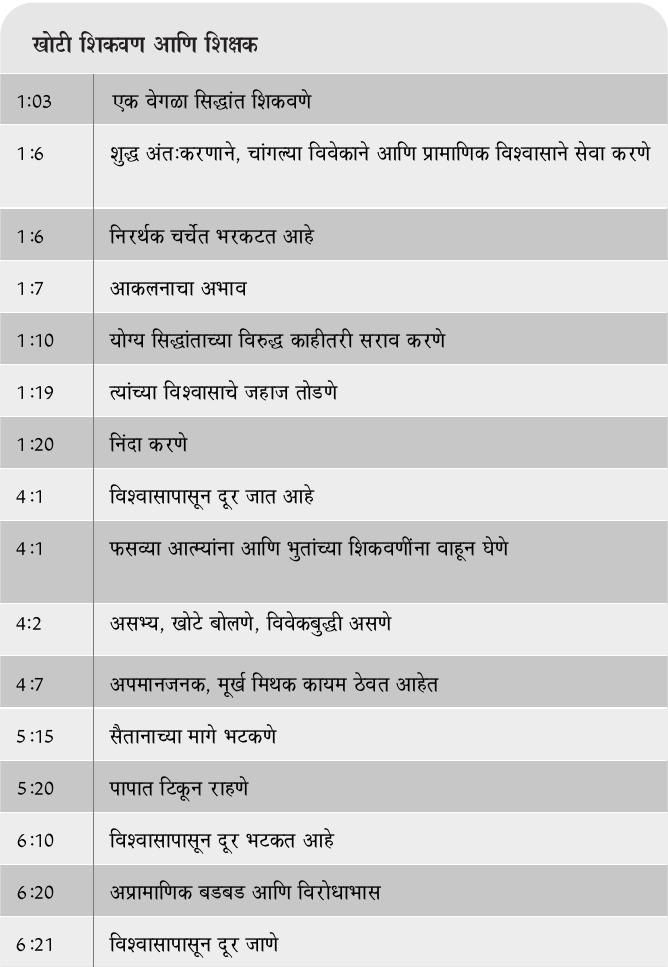 खोटी शिकवण आणि शिक्षक
1:03 एक वेगळा सिद्धांत शिकवणे
1:6 शुद्ध अंतःकरणाने, चांगल्या विवेकाने आणि प्रामाणिक विश्वासाने सेवा करणे
1:6 निरर्थक चर्चेत भरकटत आहे
1:7 आकलनाचा अभाव
1:10 योग्य सिद्धांताच्या विरुद्ध काहीतरी सराव करणे
1:19 त्यांच्या विश्वासाचे जहाज तोडणे
1:20 निंदा करणे
4:1 विश्वासापासून दूर जात आहे
4:1 फसव्या आत्म्यांना आणि भुतांच्या शिकवणींना वाहून घेणे
4:2 असभ्य, खोटे बोलणे, विवेकबुद्धी असणे
4:7 अपमानजनक, मूर्ख मिथक कायम ठेवत आहेत
5:15 सैतानाच्या मागे भटकणे
5:20 पापात टिकून राहणे
6:10 विश्वासापासून दूर भटकत आहे
6:20 अप्रामाणिक बडबड आणि विरोधाभास
6:21 विश्वासापासून दूर जाणे